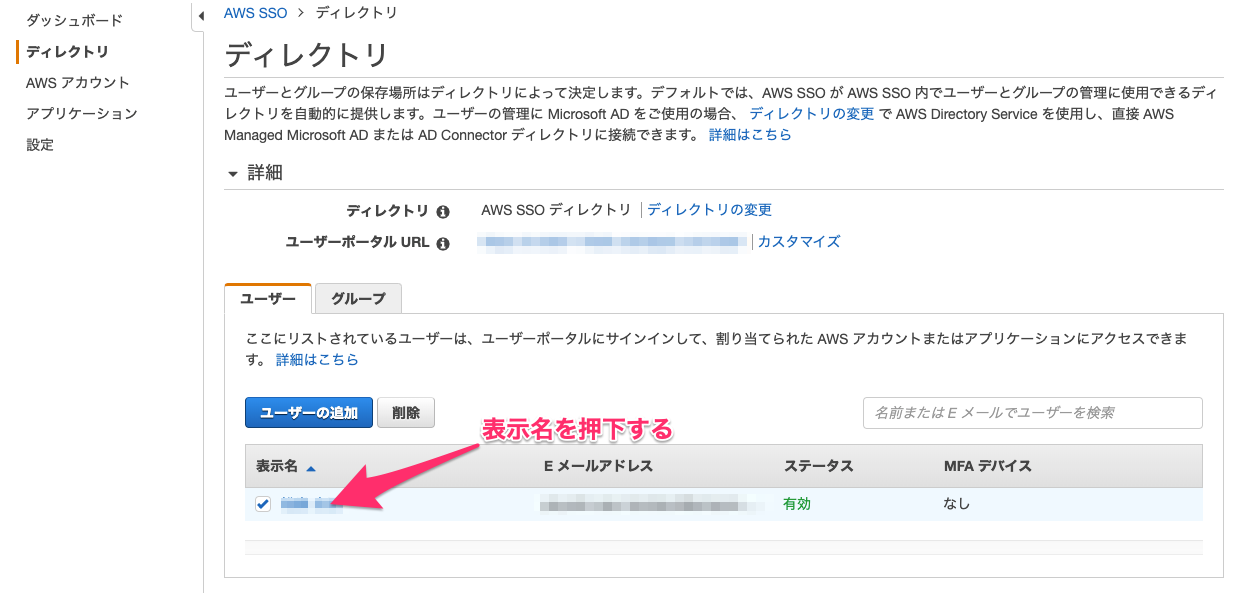 ダッシュボード
ディレクトリ
AWS アカウント
アプリケーション
設定
AWS SSO > ディレクトリ
ディレクトリ
ユーザーとグループの保存場所はディレクトリによって決定します。デフォルトでは、AWS SSO が AWS SSO 内でユーザーとグループの管理に使用できるディ
レクトリを自動的に提供します。ユーザーの管理に Microsoft AD をご使用の場合、 ディレクトリの変更 で AWS Directory Service を使用し、直接 AWS
Managed Microsoft AD または AD Connector ディレクトリに接続できます。 詳細はこちら
詳細
ディレクトリ AWS SSO ディレクトリ ディレクトリの変更
ユーザーポータル URL カスタマイズ
ユーザー グループ
ここにリストされているユーザーは、ユーザーポータルにサインインして、割り当てられた AWS アカウントまたはアプリケーションにアクセスできま
す。 詳細はこちら
ユーザーの追加 削除 名前または E メールでユーザーを検索
表示名を押下する
表示名 E メールアドレス ステータス MFA デバイス
有効 なし